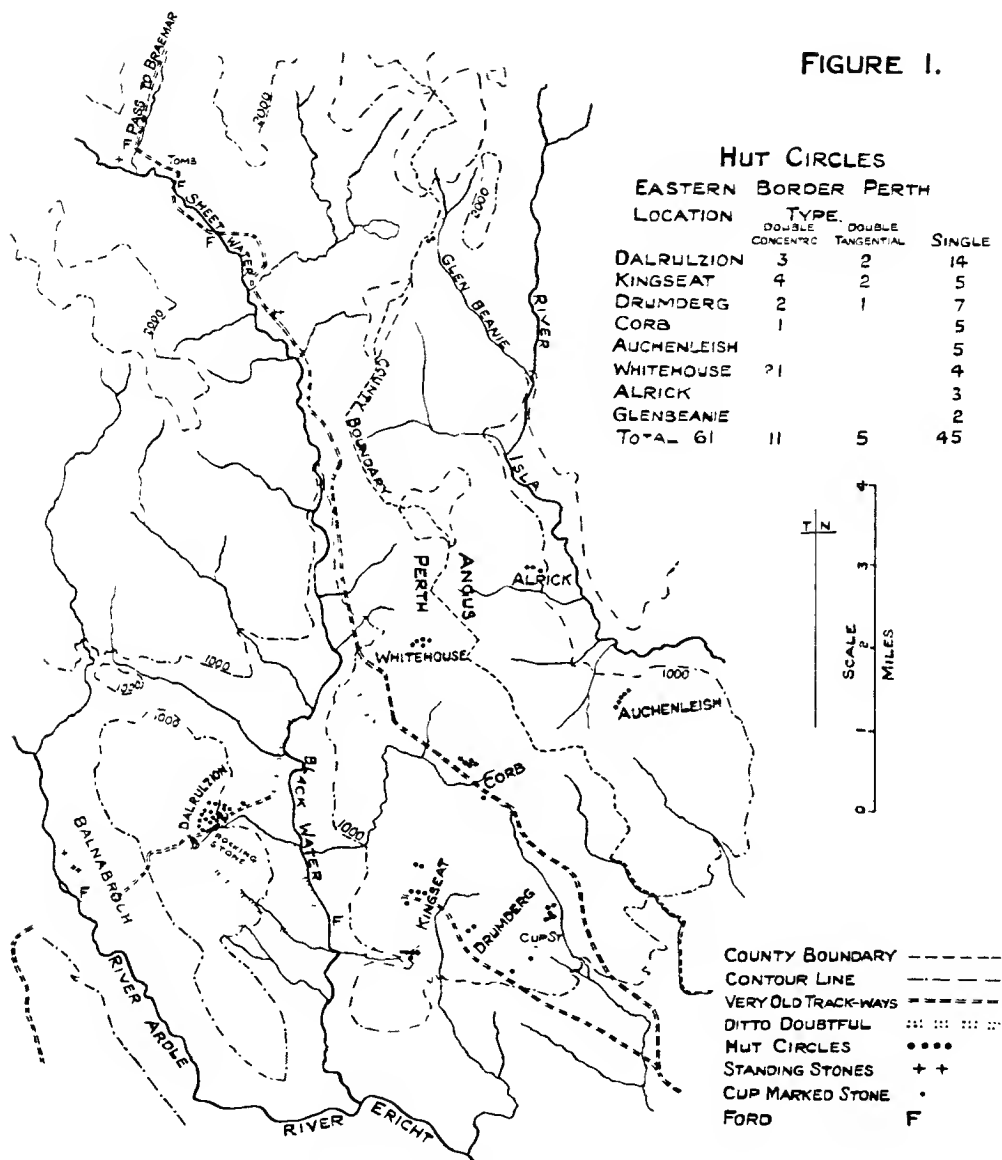 FIGURE 1.
HUT CIRCLES
EASTERN BORDER PERTH
LOCATION TYPE.
DOUBLE CONCENTRIC DOUBLE TANGENTIAL SINGLE
DALRULZION 3 2 14
KINGSEAT 4 2 5
DRUMDERG 2 1 7
CORB 1 5
AUCHENLEISH 5
WHITEHOUSE ?1 4
ALRICK 3
GLENBEANIE 2
TOTAL 61 11 5 45
PASS TO BRAEMAR
F
TOMB
F
SHEET WATER
F
2000
2000
2000
GLEN BEANIE
RIVER
ISLA
COUNTY BOUNDARY
PERTH
ANGUS
ALRICK
WHITEHOUSE
AUCHENLEISH
1000
1000
1000
1000
1000
CORB
BLACK WATER
DALRULZION
ROCKING STONE
BALNABROCH
F
KINGSEAT
F
DRUMDERG
CUP ST
RIVER ARDLE
RIVER ERICHT
T N
SCALE
MILES
4
3
2
1
0
COUNTY BOUNDARY
CONTOUR LINE
VERY OLD TRACK-WAYS
DITTO DOUBTFUL
HUT CIRCLES
STANDING STONES
CUP MARKED STONE
FORD F